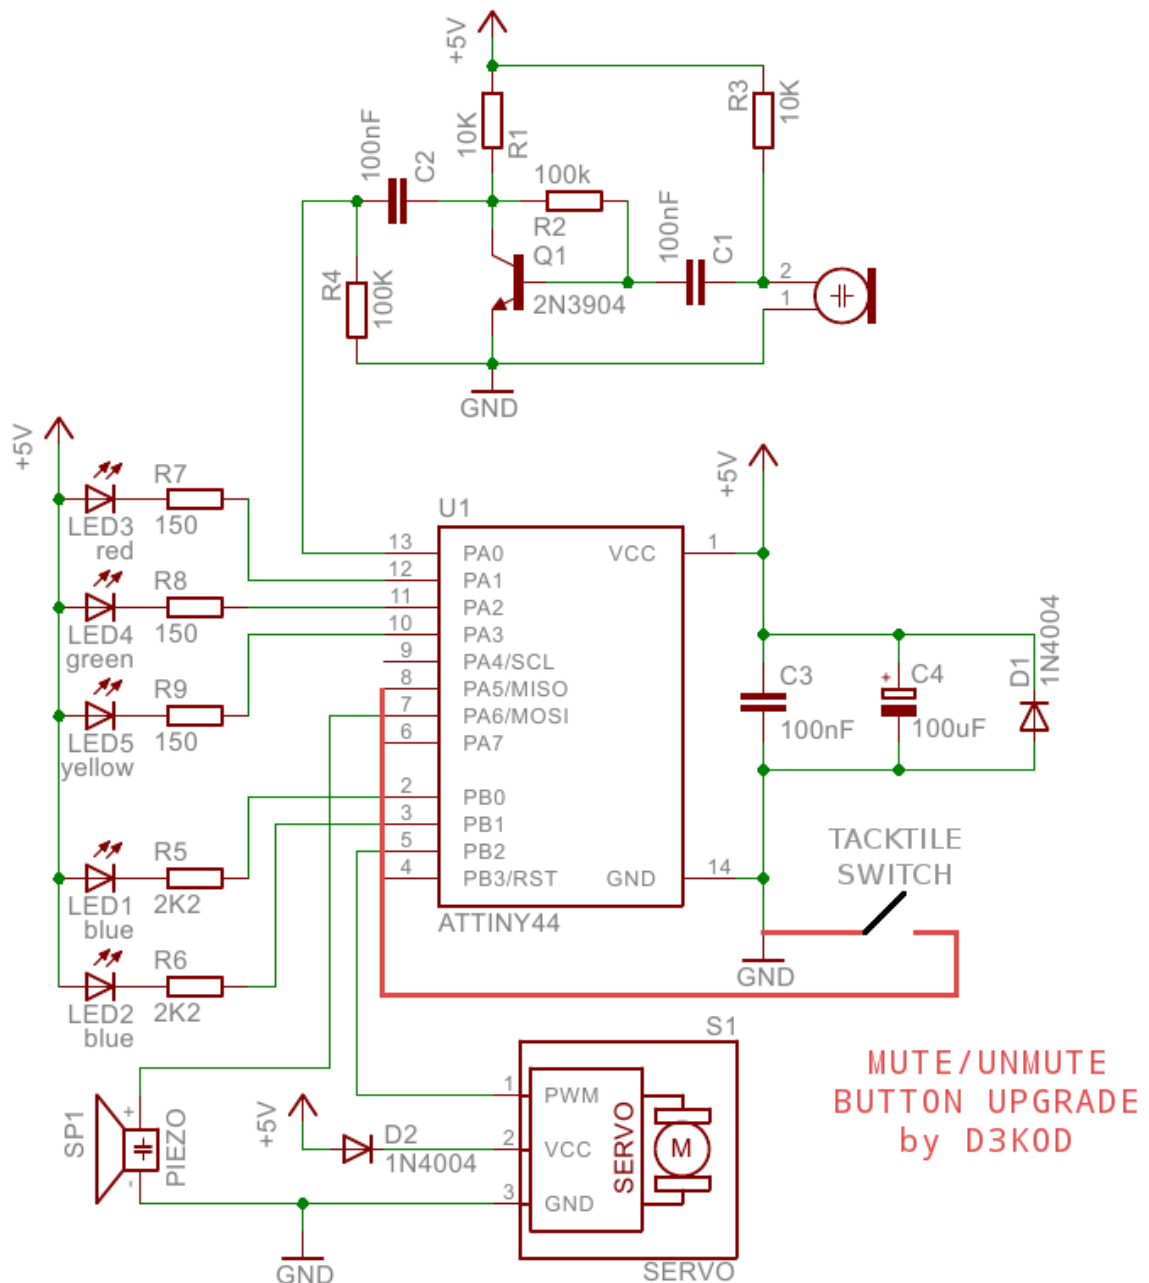 +5V
10K
R1
R3
10K
100nF
C2
100k
R2
100nF
C1
Q1
2N3904
R4
100K
2
1
GND
+5V
R7
LED3
150
red
R8
LED4
150
green
R9
LED5
150
yellow
R5
LED1
2K2
blue
R6
LED2
2K2
blue
U1
13 PA0
12 PA1
11 PA2
10 PA3
9 PA4/SCL
8 PA5/MISO
7 PA6/MOSI
6 PA7
2 PB0
3 PB1
5 PB2
4 PB3/RST
VCC 1
GND 14
ATTINY44
+5V
C3
100nF
+
C4
100uF
D1
1N4004
TACKTILE
SWITCH
GND
MUTE/UNMUTE
BUTTON UPGRADE
by D3K0D
S1
1 PWM
2 VCC
3 GND
SERVO
M
SERVO
+5V
D2
1N4004
SP1
+
-
PIEZO
GND